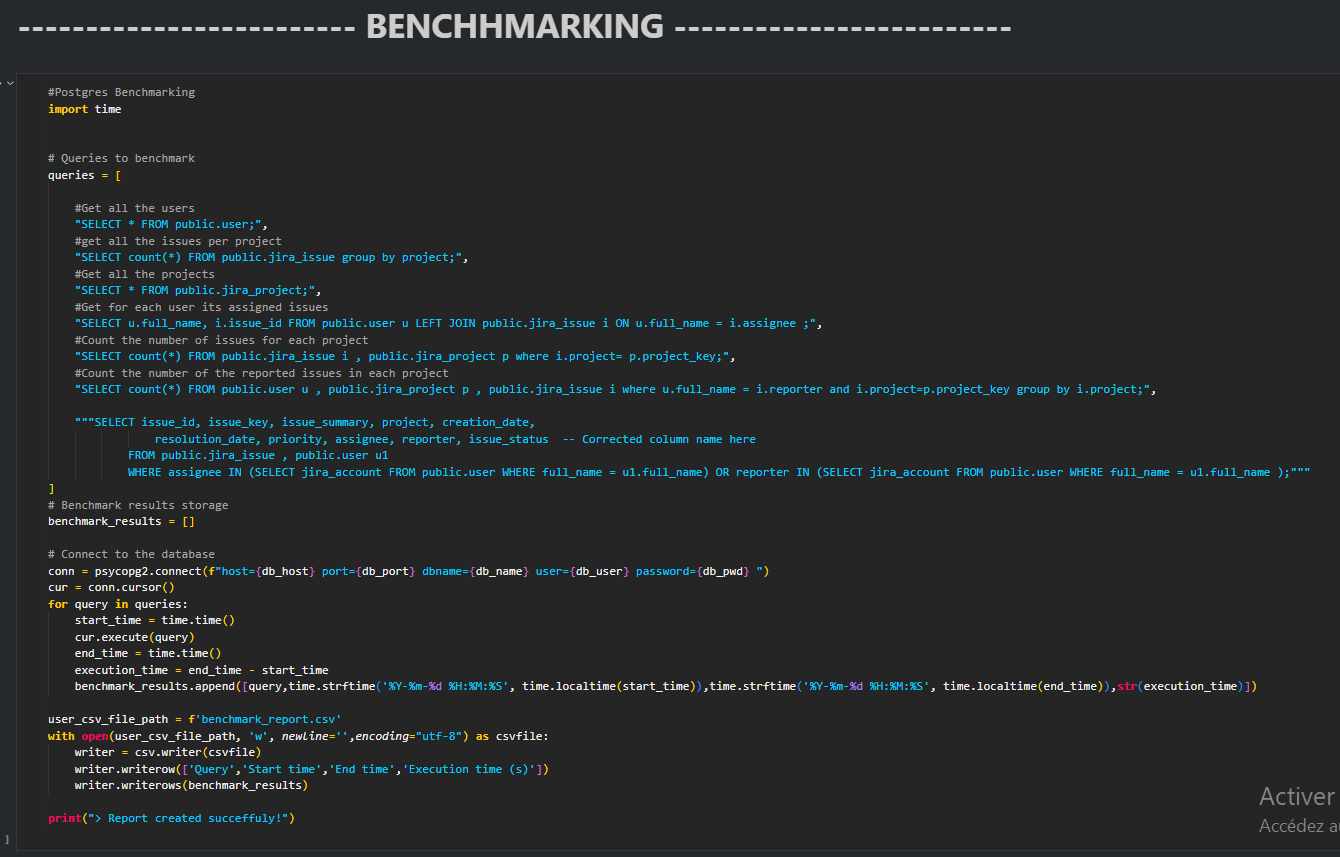 -------------------------- BENCHHMARKING --------------------------
#Postgres Benchmarking
import time
# Queries to benchmark
queries = [
#Get all the users
"SELECT * FROM public.user;",
#get all the issues per project
"SELECT count(*) FROM public.jira_issue group by project;",
#Get all the projects
"SELECT * FROM public.jira_project;",
#Get for each user its assigned issues
"SELECT u.full_name, i.issue_id FROM public.user u LEFT JOIN public.jira_issue i ON u.full_name = i.assignee ;",
#Count the number of issues for each project
"SELECT count(*) FROM public.jira_issue i , public.jira_project p where i.project= p.project_key;",
#Count the number of the reported issues in each project
"SELECT count(*) FROM public.user u , public.jira_project p , public.jira_issue i where u.full_name = i.reporter and i.project=p.project_key group by i.project;",
"""SELECT issue_id, issue_key, issue_summary, project, creation_date,
resolution_date, priority, assignee, reporter, issue_status  -- Corrected column name here
FROM public.jira_issue , public.user u1
WHERE assignee IN (SELECT jira_account FROM public.user WHERE full_name = u1.full_name) OR reporter IN (SELECT jira_account FROM public.user WHERE full_name = u1.full_name );"""
]
# Benchmark results storage
benchmark_results = []
# Connect to the database
conn = psycopg2.connect(f"host={db_host} port={db_port} dbname={db_name} user={db_user} password={db_pwd} ")
cur = conn.cursor()
for query in queries:
start_time = time.time()
cur.execute(query)
end_time = time.time()
execution_time = end_time - start_time
benchmark_results.append([query,time.strftime('%Y-%m-%d %H:%M:%S', time.localtime(start_time)),time.strftime('%Y-%m-%d %H:%M:%S', time.localtime(end_time)),str(execution_time)])
user_csv_file_path = f'benchmark_report.csv'
with open(user_csv_file_path, 'w', newline='',encoding="utf-8") as csvfile:
writer = csv.writer(csvfile)
writer.writerow(['Query','Start time','End time','Execution time (s)'])
writer.writerows(benchmark_results)
print("> Report created succeffuly!")
]
Activer
Accédez a